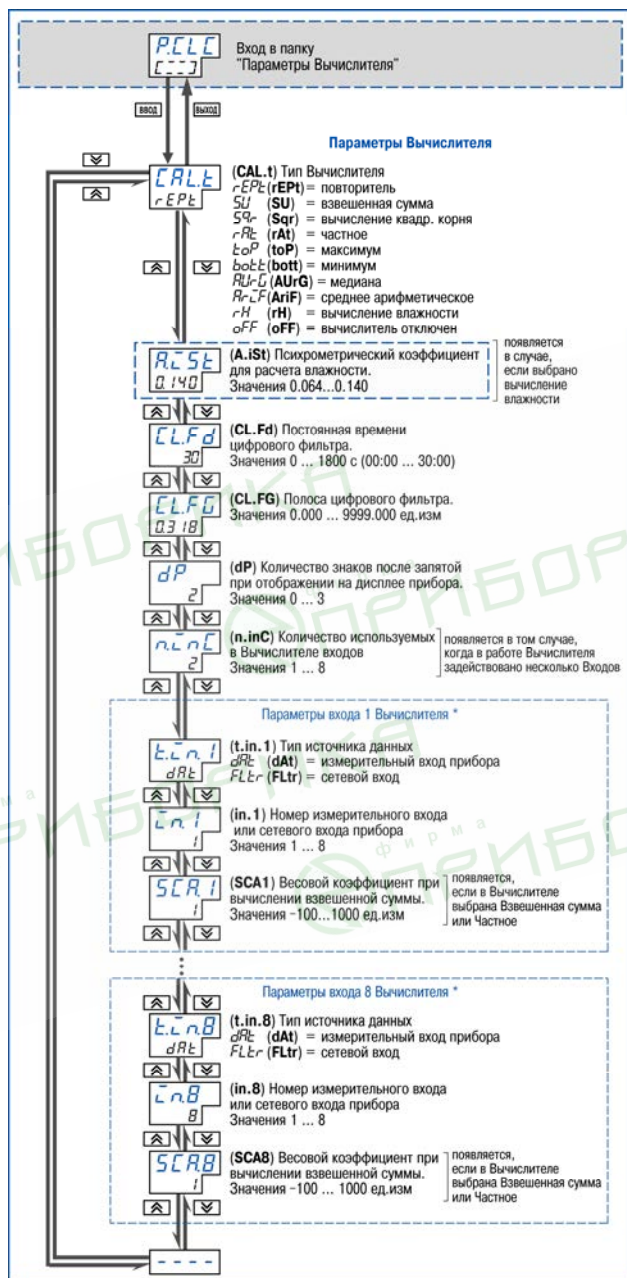 P.CLC
[---]
Вход в папку
"Параметры Вычислителя"
ВВОД
ВЫХОД
Параметры Вычислителя
CAL.t
rEPt
(CAL.t) Тип Вычислителя
rEPt (rEPt) = повторитель
SU (SU) = взвешенная сумма
Sqr (Sqr) = вычисление квадр. корня
rAt (rAt) = частное
toP (toP) = максимум
bott (bott) = минимум
AUrG (AUrG) = медиана
AriF (AriF) = среднее арифметическое
rH (rH) = вычисление влажности
oFF (oFF) = вычислитель отключен
A.iSt
0.140
(A.iSt) Психрометрический коэффициент
для расчета влажности.
Значения 0.064...0.140
появляется
в случае,
если выбрано
вычисление
влажности
CL.Fd
30
(CL.Fd) Постоянная времени
цифрового фильтра.
Значения 0 ... 1800 с (00:00 ... 30:00)
CL.FG
0.318
(CL.FG) Полоса цифрового фильтра.
Значения 0.000 ... 9999.000 ед.изм
dP
2
(dP) Количество знаков после запятой
при отображении на дисплее прибора.
Значения 0 ... 3
n.inC
2
(n.inC) Количество используемых
в Вычислителе входов
Значения 1 ... 8
появляется в том случае,
когда в работе Вычислителя
задействовано несколько Входов
Параметры входа 1 Вычислителя *
t.in.1
dAt
(t.in.1) Тип источника данных
dAt (dAt) = измерительный вход прибора
FLtr (FLtr) = сетевой вход
in.1
1
(in.1) Номер измерительного входа
или сетевого входа прибора
Значения 1 ... 8
SCA.1
1
(SCA1) Весовой коэффициент при
вычислении взвешенной суммы.
Значения -100...1000 ед.изм
появляется,
если в Вычислителе
выбрана Взвешенная сумма
или Частное
Параметры входа 8 Вычислителя *
t.in.8
dAt
(t.in.8) Тип источника данных
dAt (dAt) = измерительный вход прибора
FLtr (FLtr) = сетевой вход
in.8
8
(in.8) Номер измерительного входа
или сетевого входа прибора
Значения 1 ... 8
SCA.8
1
(SCA8) Весовой коэффициент при
вычислении взвешенной суммы.
Значения -100 ... 1000 ед.изм
появляется,
если в Вычислителе
выбрана Взвешенная сумма
или Частное
- - - -
фирма
ПРИБОР